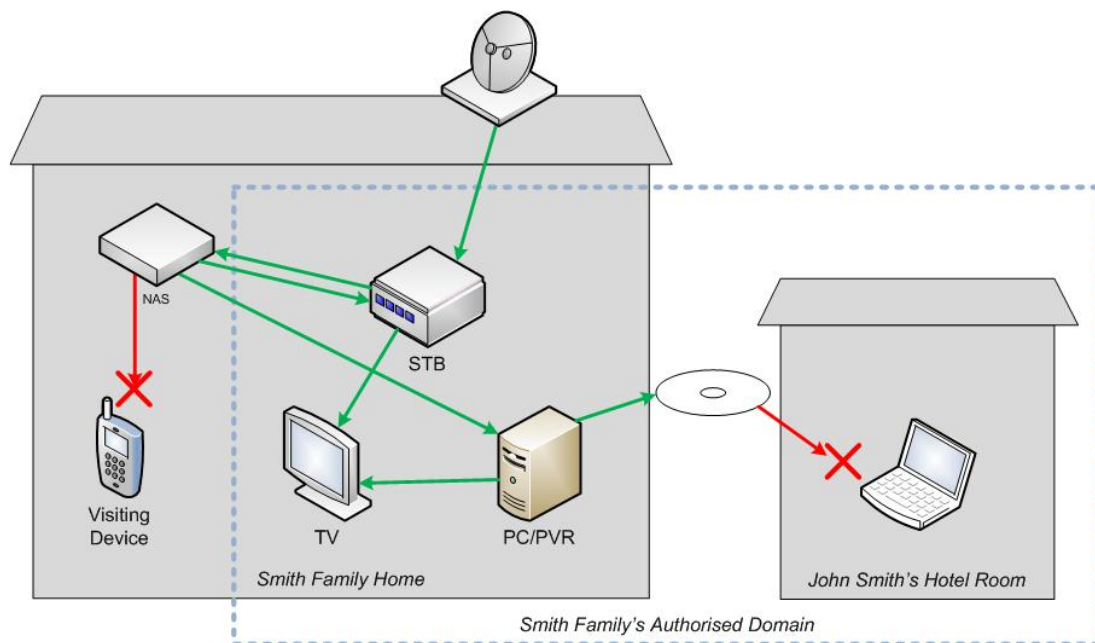 NAS
STB
Visiting
Device
TV
PC/PVR
Smith Family Home
John Smith's Hotel Room
Smith Family's Authorised Domain